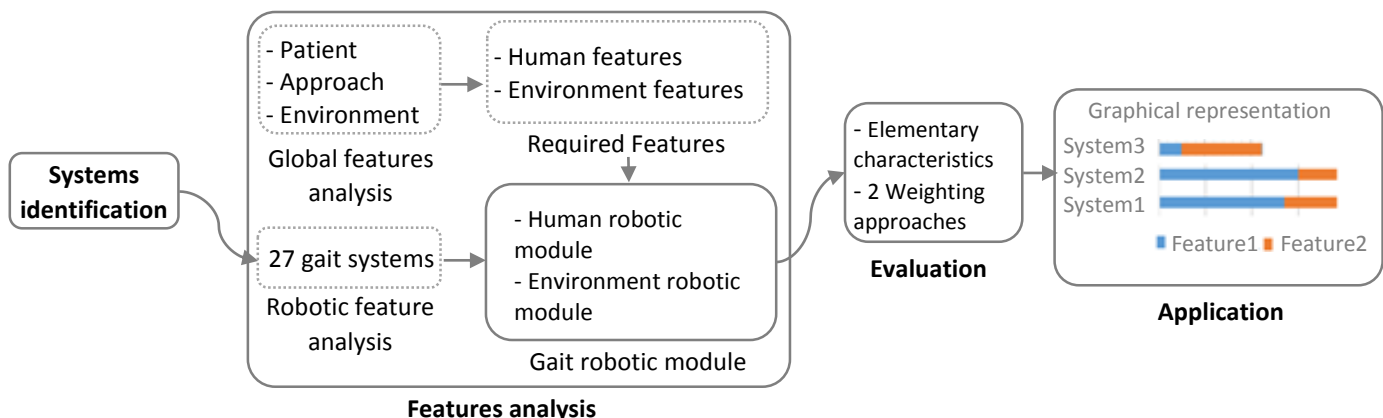 Systems
identification
- Patient
- Approach
- Environment
Global features
analysis
- Human features
- Environment features
Required Features
27 gait systems
Robotic feature
analysis
- Human robotic
module
- Environment robotic
module
Gait robotic module
Features analysis
- Elementary
characteristics
- 2 Weighting
approaches
Evaluation
Graphical representation
System3
System2
System1
Feature1 Feature2
Application